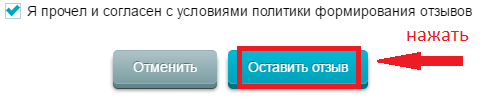 Я прочел и согласен с условиями политики формирования отзывов
нажать
Отменить
Оставить отзыв